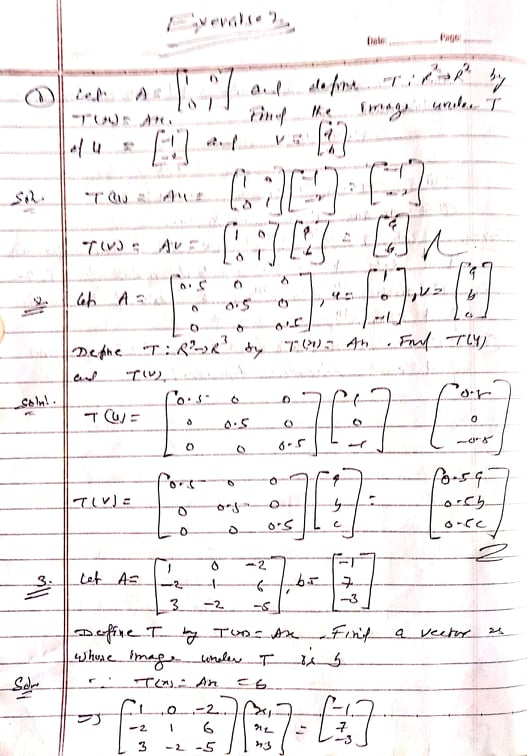 Exercise 2
Date Page
① Let A = [1 0; 0 1] and define T: R² → R² by
T(x) = Ax. Find the image under T
of u = [-1; -2] and v = [a; b]
Soln. T(u) = Au = [1 0; 0 1] [-1; -2] = [-1; -2]
T(v) = Av = [1 0; 0 1] [a; b] = [a; b]
2. Let A = [0.5 0 0; 0 0.5 0; 0 0 0.5], u = [1; 0; -1], v = [a; b; c]
Define T: R³ → R³ by T(x) = Ax. Find T(u)
and T(v).
Soln. T(u) = [0.5 0 0; 0 0.5 0; 0 0 0.5] [1; 0; -1] [0.5; 0; -0.5]
T(v) = [0.5 0 0; 0 0.5 0; 0 0 0.5] [a; b; c] = [0.5a; 0.5b; 0.5c]
3. Let A = [1 0 -2; -2 1 6; 3 -2 -5], b = [-1; 7; -3]
Define T by T(x) = Ax. Find a vector x
whose image under T is b
Soln ∵ T(x) = Ax = b
⇒ [1 0 -2; -2 1 6; 3 -2 -5] [x1; x2; x3] = [-1; 7; -3]